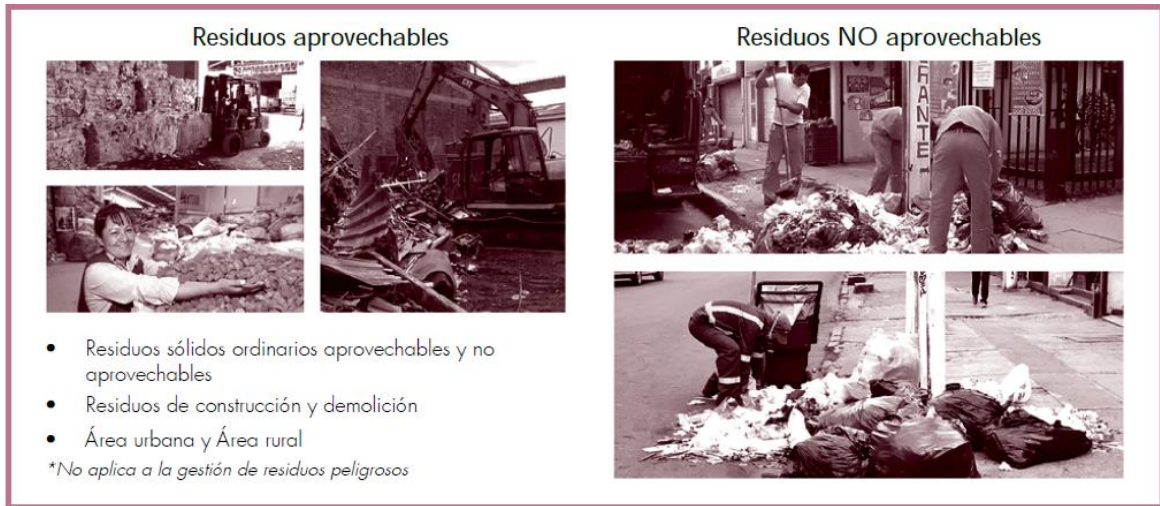 Residuos aprovechables
Residuos NO aprovechables
ERANTE
• Residuos sólidos ordinarios aprovechables y no
aprovechables
• Residuos de construcción y demolición
• Área urbana y Área rural
*No aplica a la gestión de residuos peligrosos